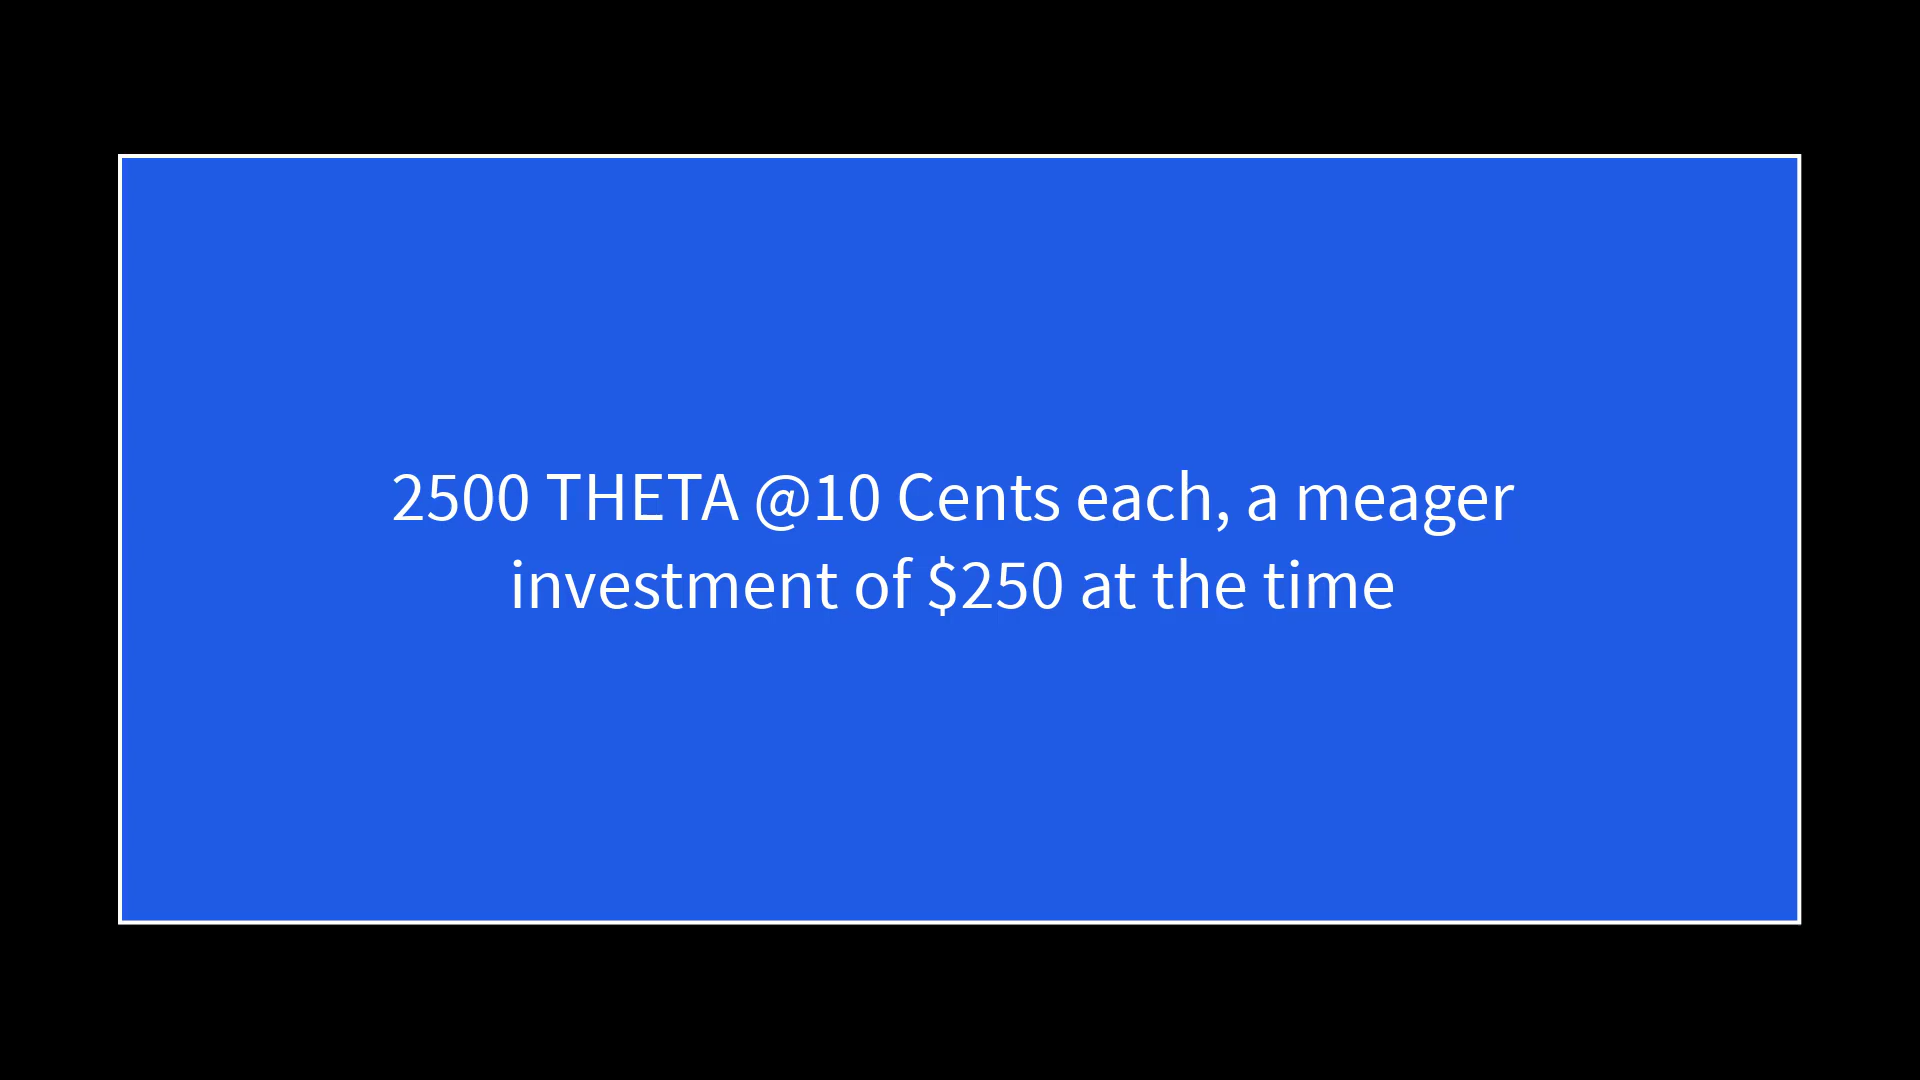 2500 THETA @10 Cents each, a meager
investment of $250 at the time